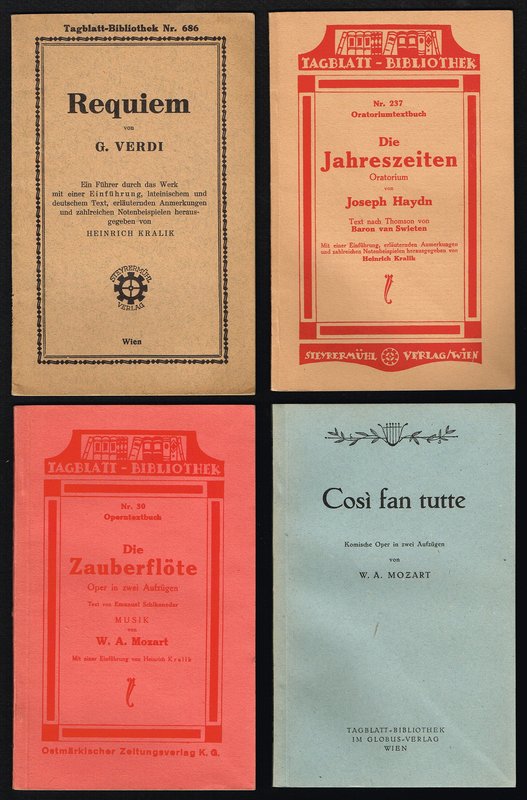 Tagblatt-Bibliothek Nr. 686
Requiem
von
G. VERDI
Ein Führer durch das Werk
mit einer Einführung, lateinischem und
deutschem Text, erläuternden Anmerkungen
und zahlreichen Notenbeispielen heraus-
gegeben von
HEINRICH KRALIK
STEYRERMÜHL
VERLAG
Wien
TAGBLATT-BIBLIOTHEK
Nr. 237
Oratoriumtextbuch
Die
Jahreszeiten
Oratorium
von
Joseph Haydn
Text nach Thomson von
Baron van Swieten
Mit einer Einführung, erläuternden Anmerkungen
und zahlreichen Notenbeispielen herausgegeben von
Heinrich Kralik
STEYRERMÜHL VERLAG/WIEN
TAGBLATT-BIBLIOTHEK
Nr. 30
Operntextbuch
Die
Zauberflöte
Oper in zwei Aufzügen
Text von Emanuel Schikaneder
MUSIK
von
W. A. Mozart
Mit einer Einführung von Heinrich Kralik
Ostmärkischer Zeitungsverlag K. G.
Così fan tutte
Komische Oper in zwei Aufzügen
von
W. A. MOZART
TAGBLATT-BIBLIOTHEK
IM GLOBUS-VERLAG
WIEN